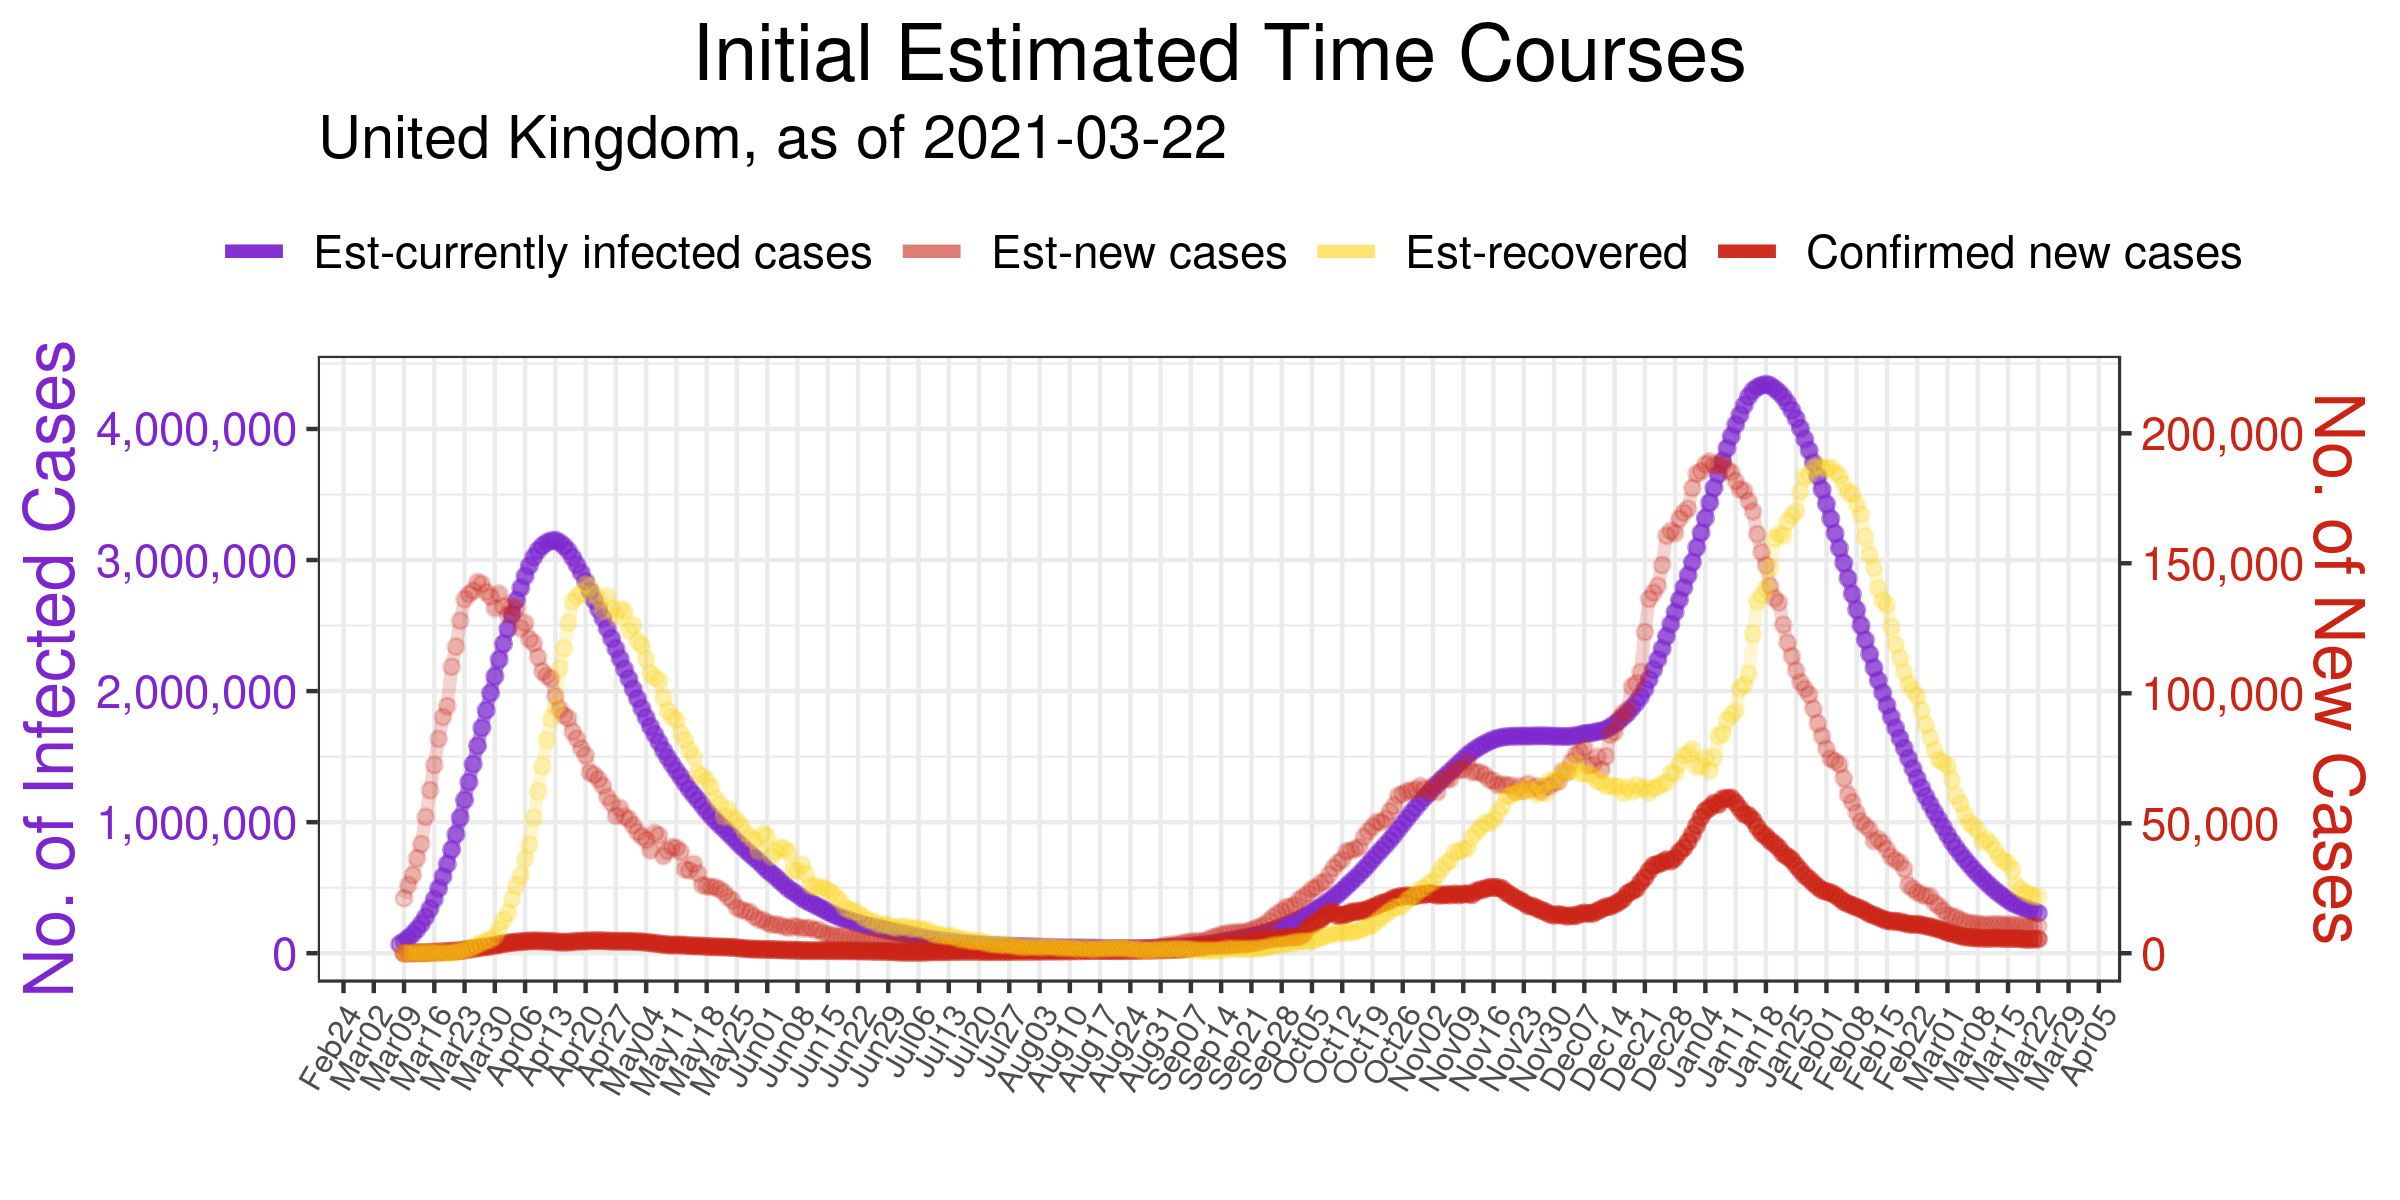 Initial Estimated Time Courses
United Kingdom, as of 2021-03-22
Est-currently infected cases Est-new cases Est-recovered Confirmed new cases
No. of Infected Cases
4,000,000
3,000,000
2,000,000
1,000,000
0
200,000
150,000
100,000
50,000
0
No. of New Cases
Feb24 Mar02 Mar09 Mar16 Mar23 Mar30 Apr06 Apr13 Apr20 Apr27 May04 May11 May18 May25 Jun01 Jun08 Jun15 Jun22 Jun29 Jul06 Jul13 Jul20 Jul27 Aug03 Aug10 Aug17 Aug24 Aug31 Sep07 Sep14 Sep21 Sep28 Oct05 Oct12 Oct19 Oct26 Nov02 Nov09 Nov16 Nov23 Nov30 Dec07 Dec14 Dec21 Dec28 Jan04 Jan11 Jan18 Jan25 Feb01 Feb08 Feb15 Feb22 Mar01 Mar08 Mar15 Mar22 Mar29 Apr05